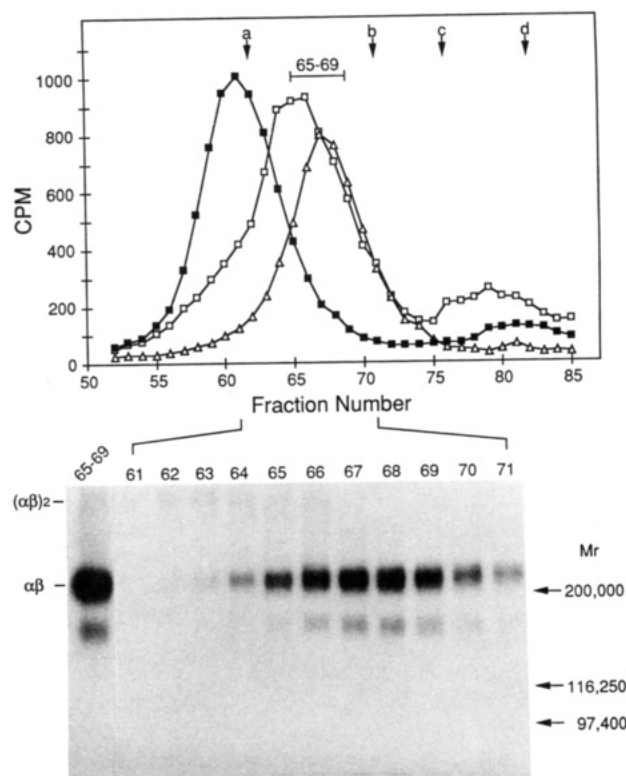 a b c d
65-69
1000
800
600
400
200
0
CPM
50 55 60 65 70 75 80 85
Fraction Number
65-69 61 62 63 64 65 66 67 68 69 70 71
(αβ)2
αβ
Mr
200,000
116,250
97,400